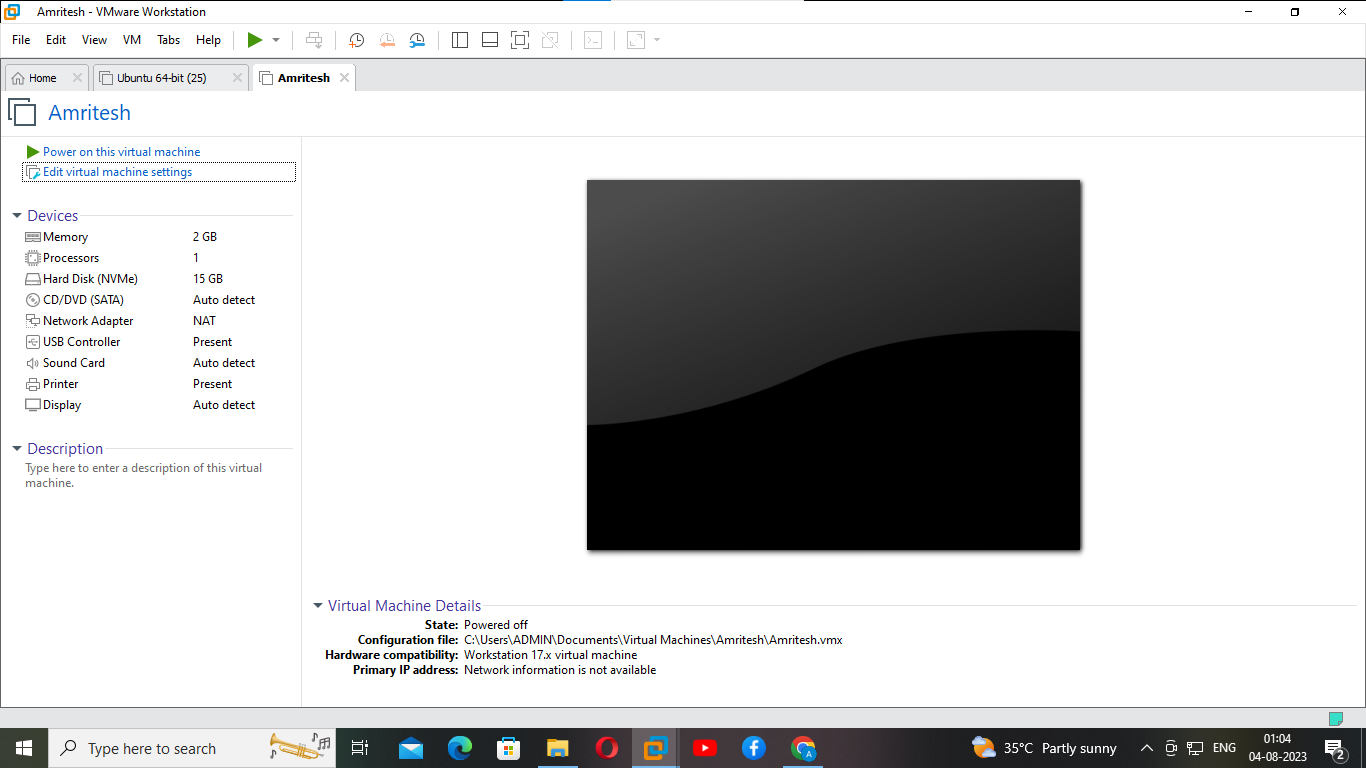 Amritesh - VMware Workstation
File Edit View VM Tabs Help
Home Ubuntu 64-bit (25) Amritesh
Amritesh
Power on this virtual machine
Edit virtual machine settings
Devices
Memory 2 GB
Processors 1
Hard Disk (NVMe) 15 GB
CD/DVD (SATA) Auto detect
Network Adapter NAT
USB Controller Present
Sound Card Auto detect
Printer Present
Display Auto detect
Description
Type here to enter a description of this virtual
machine.
Virtual Machine Details
State: Powered off
Configuration file: C:\Users\ADMIN\Documents\Virtual Machines\Amritesh\Amritesh.vmx
Hardware compatibility: Workstation 17.x virtual machine
Primary IP address: Network information is not available
Type here to search
35°C Partly sunny
ENG
01:04
04-08-2023
2
A